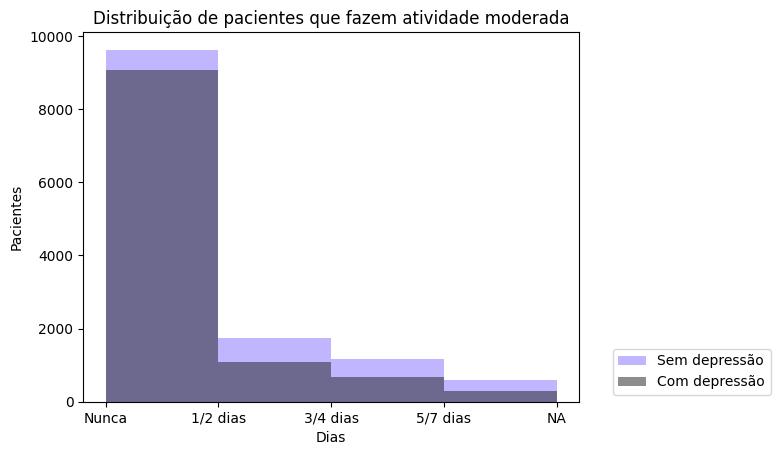 Distribuição de pacientes que fazem atividade moderada
10000
8000
6000
4000
2000
0
Pacientes
Nunca 1/2 dias 3/4 dias 5/7 dias NA
Dias
Sem depressão
Com depressão